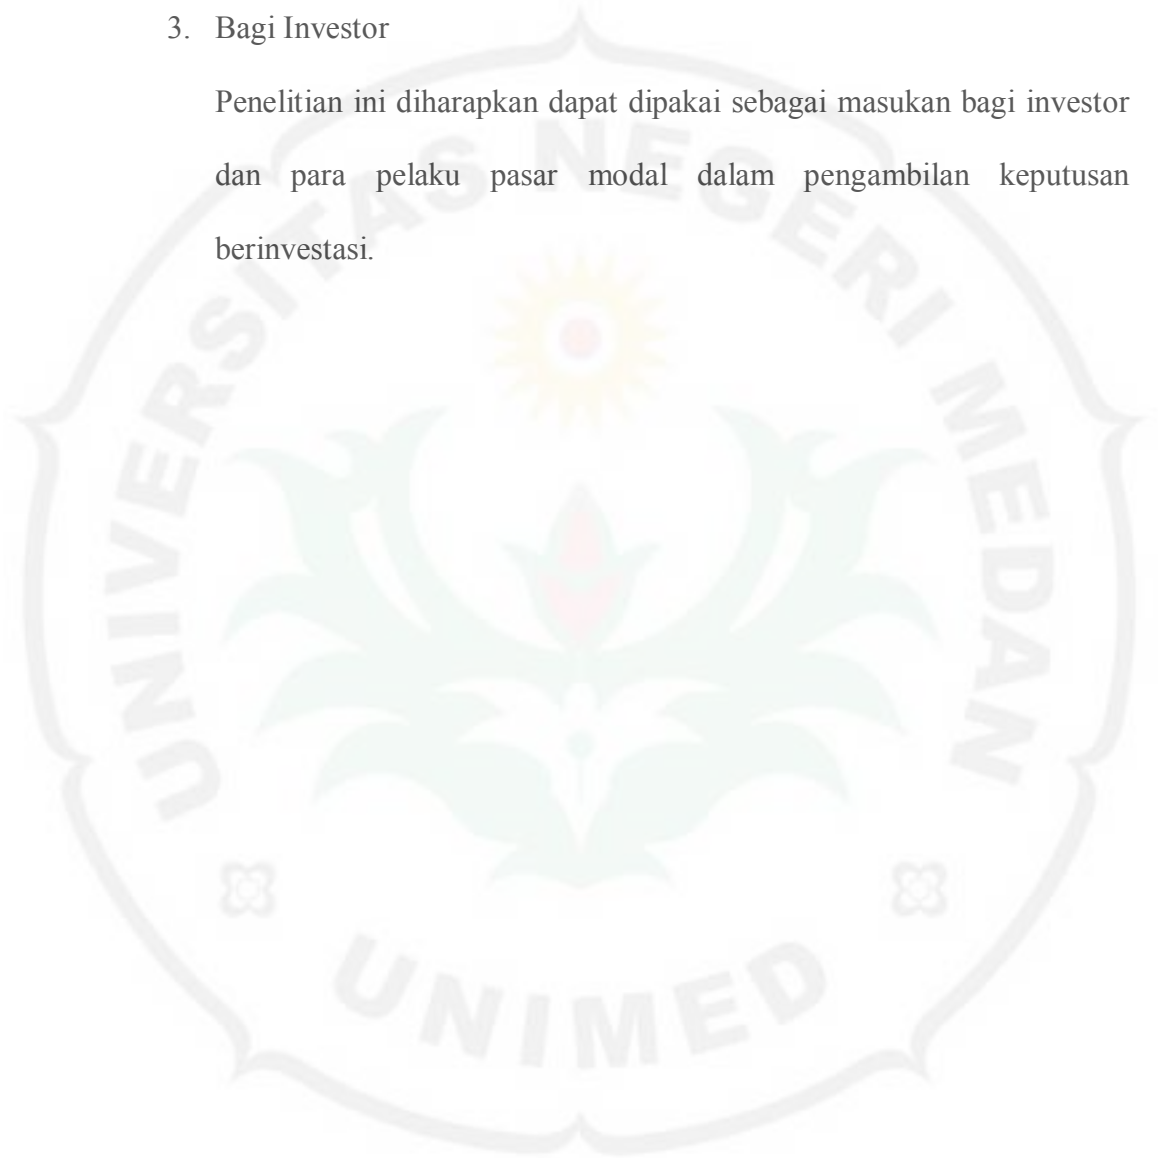 3. Bagi Investor
Penelitian ini diharapkan dapat dipakai sebagai masukan bagi investor
dan para pelaku pasar modal dalam pengambilan keputusan
berinvestasi.
UNIVERSITAS NEGERI MEDAN
UNIMED